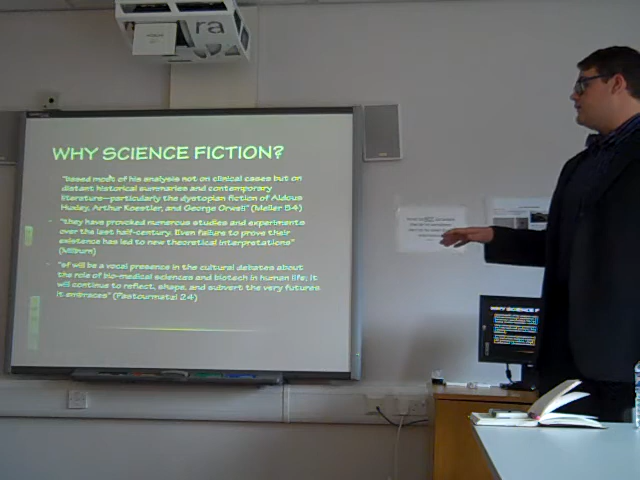 ra
WHY SCIENCE FICTION?
"Based most of his analysis not on clinical cases but on
distant historical summaries and contemporary
literature—particularly the dystopian fiction of Aldous
Huxley, Arthur Koestler, and George Orwell" (Meller 54)
"they have provoked numerous studies and experiments
over the last half-century. Even failure to prove their
existence has led to new theoretical interpretations"
(Milburn)
"sf will be a vocal presence in the cultural debates about
the role of bio-medical sciences and biotech in human life; it
will continue to reflect, shape, and subvert the very futures
it embraces" (Pastourmatzi 24)
WHY SCIENCE F